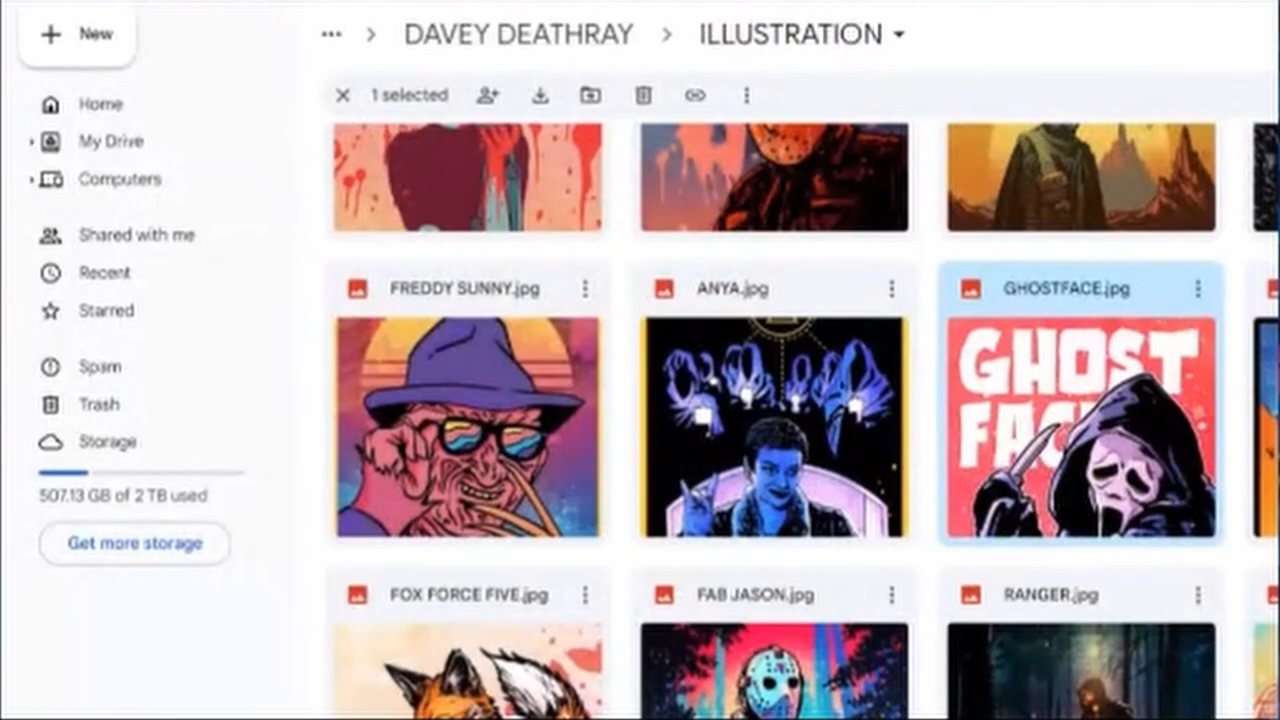 New
... > DAVEY DEATHRAY > ILLUSTRATION
1 selected
Home
My Drive
Computers
Shared with me
Recent
Starred
Spam
Trash
Storage
507.13 GB of 2 TB used
Get more storage
FREDDY SUNNY.jpg
ANYA.jpg
GHOSTFACE.jpg
GHOST
FAC
FOX FORCE FIVE.jpg
FAB JASON.jpg
RANGER.jpg